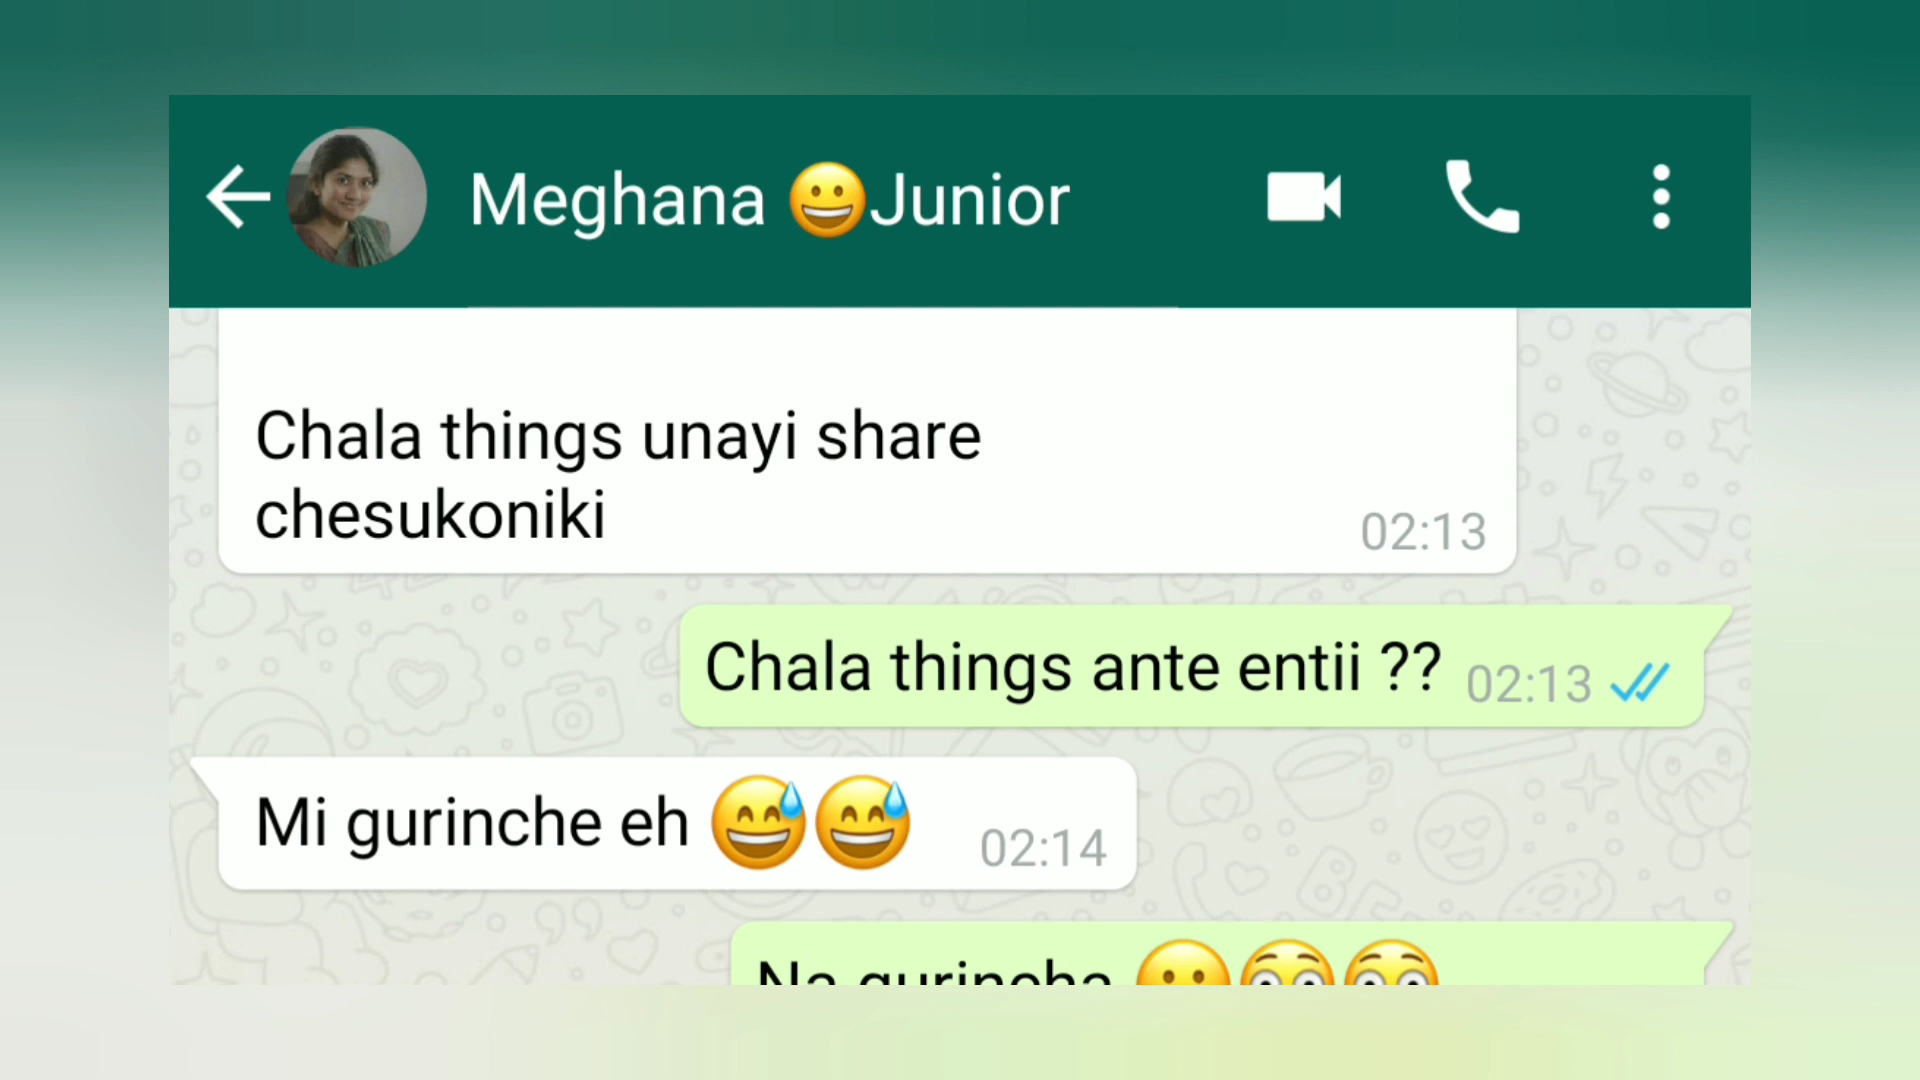 Meghana 😀Junior
Chala things unayi share
chesukoniki
02:13
Chala things ante entii ?? 02:13
Mi gurinche eh 😅😅 02:14
Na gurincha